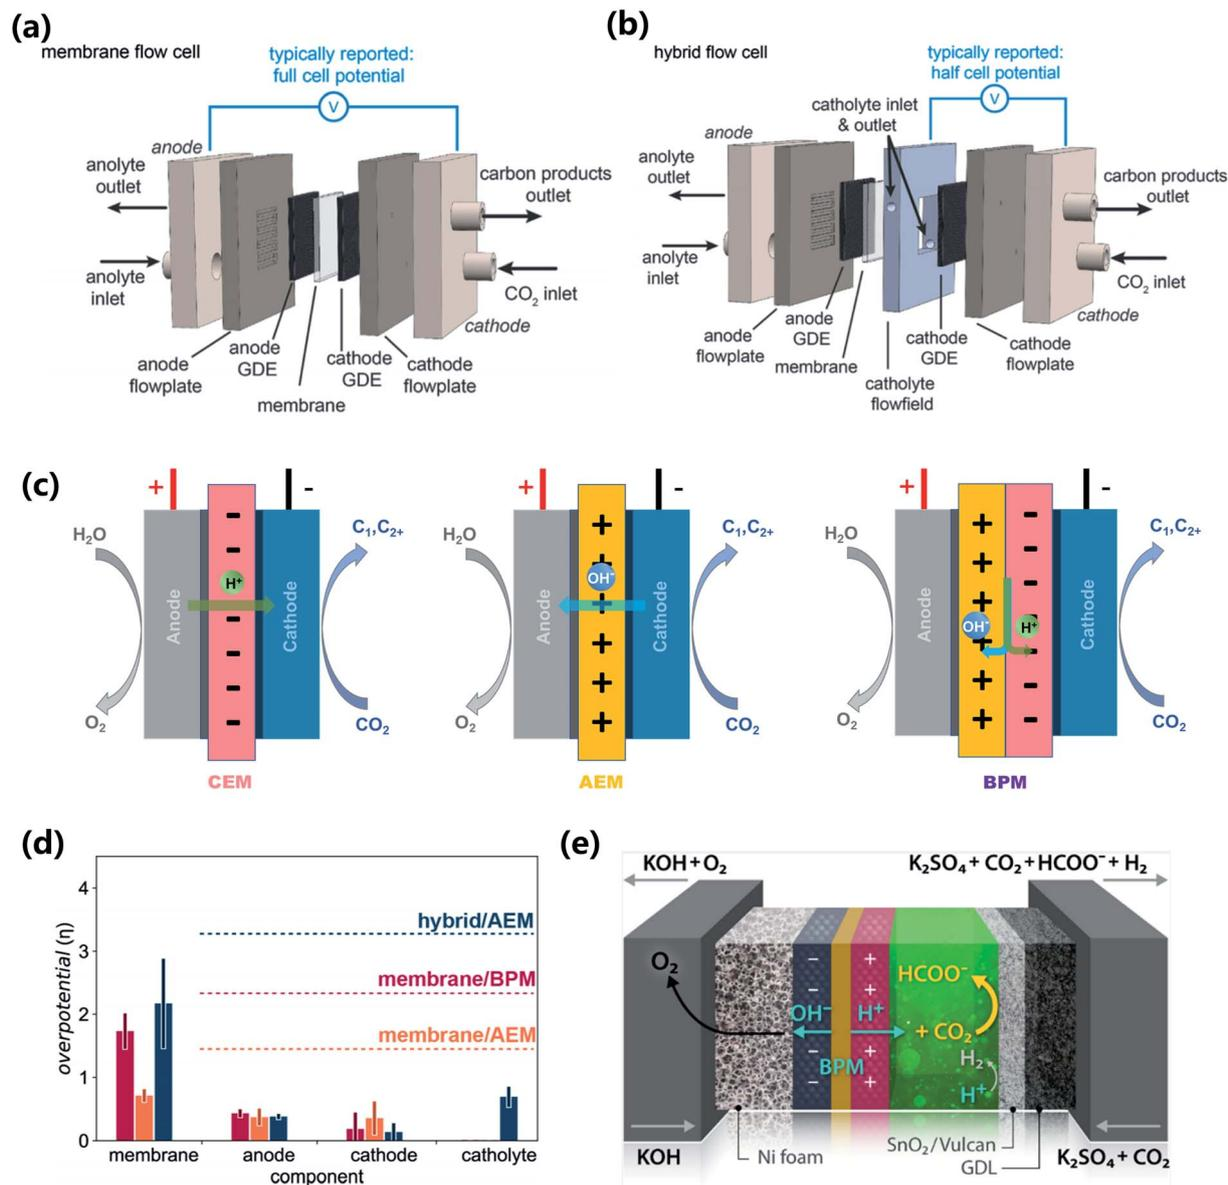 (a)
membrane flow cell
typically reported:
full cell potential
V
anode
anolyte
outlet
carbon products
outlet
anolyte
inlet
CO2 inlet
cathode
anode
flowplate
anode
GDE
membrane
cathode
GDE
cathode
flowplate
(b)
hybrid flow cell
typically reported:
half cell potential
V
catholyte inlet
& outlet
anode
anolyte
outlet
carbon products
outlet
anolyte
inlet
CO2 inlet
cathode
anode
flowplate
anode
GDE
membrane
catholyte
flowfield
cathode
GDE
cathode
flowplate
(c)
+
-
H2O
C1,C2+
H+
Anode
Cathode
O2
CO2
CEM
+
-
H2O
C1,C2+
OH-
Anode
Cathode
O2
CO2
AEM
+
-
H2O
C1,C2+
OH-
H+
Anode
Cathode
O2
CO2
BPM
(d)
overpotential (n)
4
3
2
1
0
hybrid/AEM
membrane/BPM
membrane/AEM
membrane
anode
cathode
catholyte
component
(e)
KOH + O2
K2SO4 + CO2 + HCOO− + H2
O2
HCOO−
OH−
H+
+ CO2
BPM
H2
H+
KOH
Ni foam
SnO2/Vulcan
GDL
K2SO4 + CO2